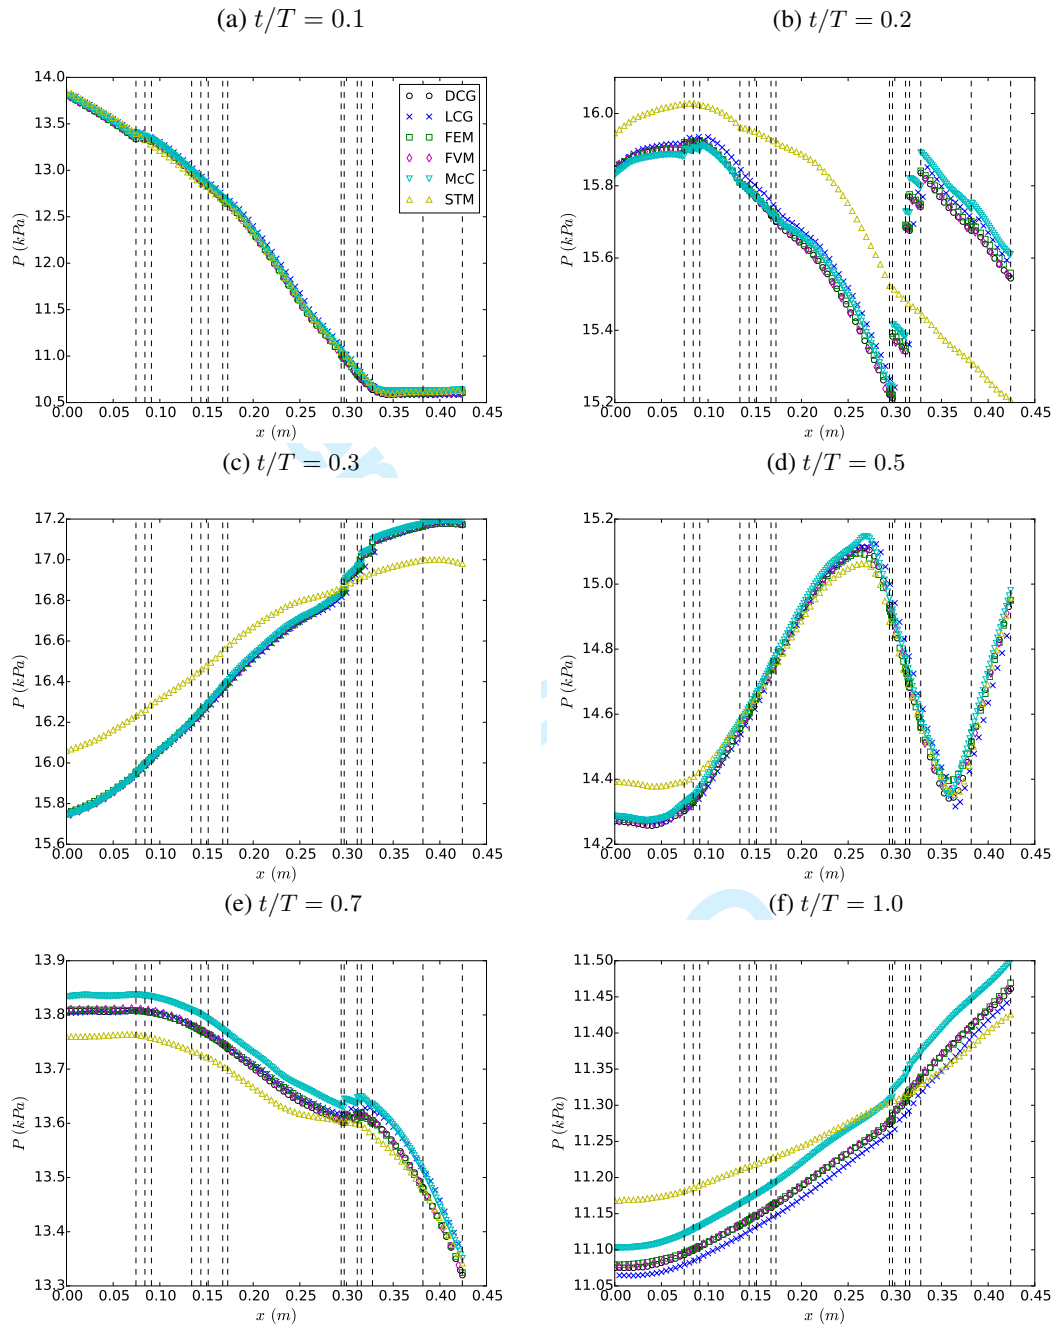 (a) t/T = 0.1
(b) t/T = 0.2
14.0
13.5
13.0
12.5
12.0
11.5
11.0
10.5
P (kPa)
0.00 0.05 0.10 0.15 0.20 0.25 0.30 0.35 0.40 0.45
x (m)
DCG
LCG
FEM
FVM
McC
STM
16.0
15.8
15.6
15.4
15.2
P (kPa)
0.00 0.05 0.10 0.15 0.20 0.25 0.30 0.35 0.40 0.45
x (m)
(c) t/T = 0.3
(d) t/T = 0.5
17.2
17.0
16.8
16.6
16.4
16.2
16.0
15.8
15.6
P (kPa)
0.00 0.05 0.10 0.15 0.20 0.25 0.30 0.35 0.40 0.45
x (m)
15.2
15.0
14.8
14.6
14.4
14.2
P (kPa)
0.00 0.05 0.10 0.15 0.20 0.25 0.30 0.35 0.40 0.45
x (m)
(e) t/T = 0.7
(f) t/T = 1.0
13.9
13.8
13.7
13.6
13.5
13.4
13.3
P (kPa)
0.00 0.05 0.10 0.15 0.20 0.25 0.30 0.35 0.40 0.45
x (m)
11.50
11.45
11.40
11.35
11.30
11.25
11.20
11.15
11.10
11.05
P (kPa)
0.00 0.05 0.10 0.15 0.20 0.25 0.30 0.35 0.40 0.45
x (m)